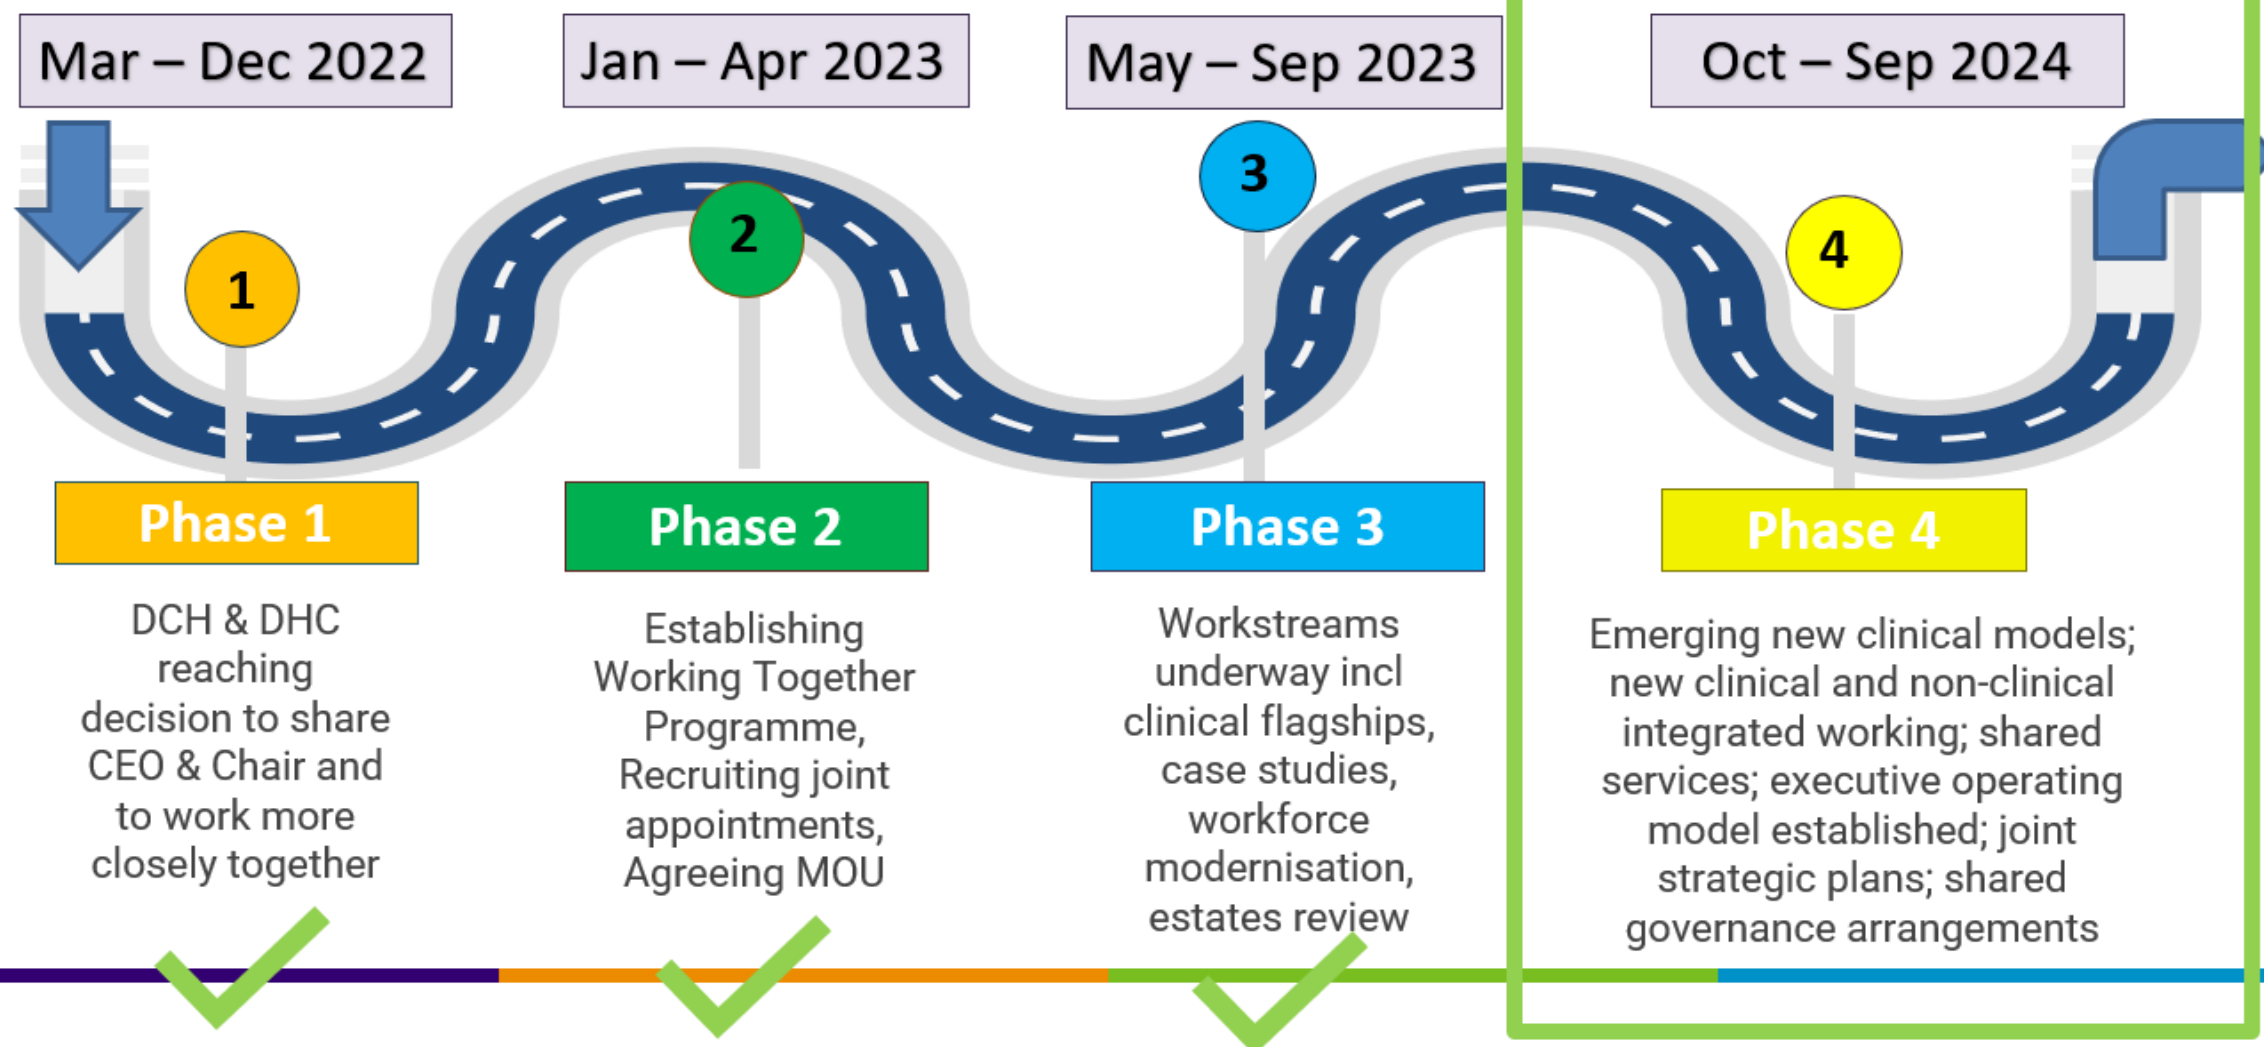 Mar – Dec 2022
Jan – Apr 2023
May – Sep 2023
Oct – Sep 2024
1
2
3
4
Phase 1
DCH & DHC
reaching
decision to share
CEO & Chair and
to work more
closely together
Phase 2
Establishing
Working Together
Programme,
Recruiting joint
appointments,
Agreeing MOU
Phase 3
Workstreams
underway incl
clinical flagships,
case studies,
workforce
modernisation,
estates review
Phase 4
Emerging new clinical models;
new clinical and non-clinical
integrated working; shared
services; executive operating
model established; joint
strategic plans; shared
governance arrangements